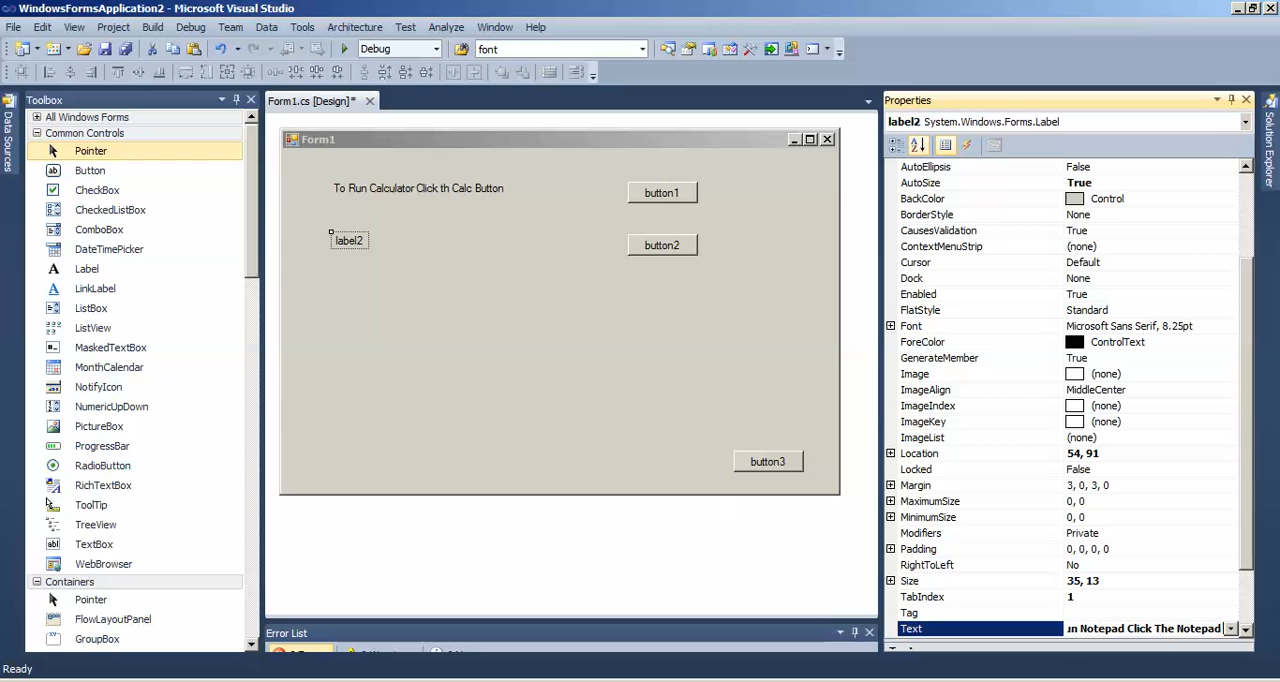 WindowsFormsApplication2 - Microsoft Visual Studio
File Edit View Project Build Debug Team Data Tools Architecture Test Analyze Window Help
Debug font
Data Sources
Toolbox
All Windows Forms
Common Controls
Pointer
Button
CheckBox
CheckedListBox
ComboBox
DateTimePicker
Label
LinkLabel
ListBox
ListView
MaskedTextBox
MonthCalendar
NotifyIcon
NumericUpDown
PictureBox
ProgressBar
RadioButton
RichTextBox
ToolTip
TreeView
TextBox
WebBrowser
Containers
Pointer
FlowLayoutPanel
GroupBox
Form1.cs [Design]*
Form1
To Run Calculator Click th Calc Button button1
label2 button2
button3
Error List
Properties
label2 System.Windows.Forms.Label
AutoEllipsis False
AutoSize True
BackColor Control
BorderStyle None
CausesValidation True
ContextMenuStrip (none)
Cursor Default
Dock None
Enabled True
FlatStyle Standard
Font Microsoft Sans Serif, 8.25pt
ForeColor ControlText
GenerateMember True
Image (none)
ImageAlign MiddleCenter
ImageIndex (none)
ImageKey (none)
ImageList (none)
Location 54, 91
Locked False
Margin 3, 0, 3, 0
MaximumSize 0, 0
MinimumSize 0, 0
Modifiers Private
Padding 0, 0, 0, 0
RightToLeft No
Size 35, 13
TabIndex 1
Tag
Text un Notepad Click The Notepad
Solution Explorer
Ready